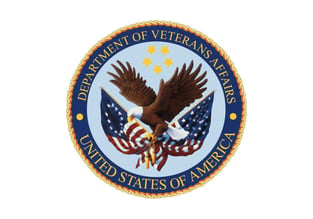 DEPARTMENT OF VETERANS AFFAIRS
UNITED STATES OF AMERICA